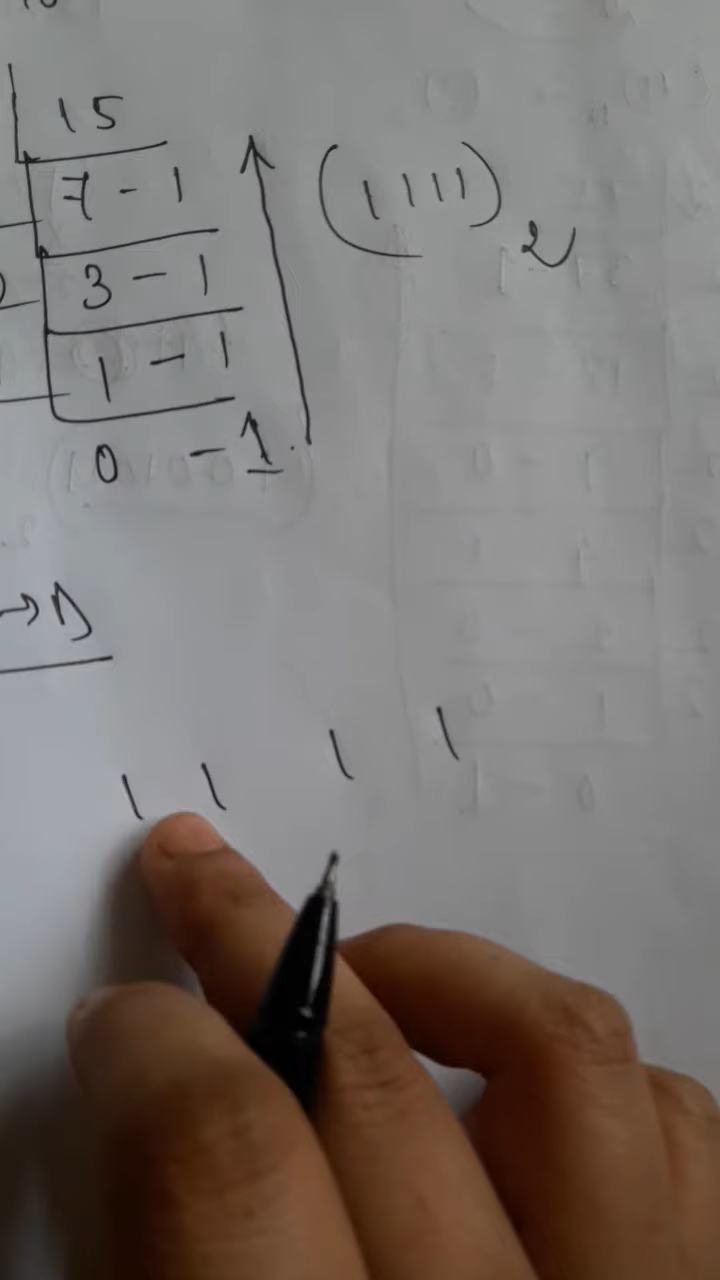 15
7 - 1
(1111)2
3 - 1
1 - 1
0 - 1
→D
1 1 1 1